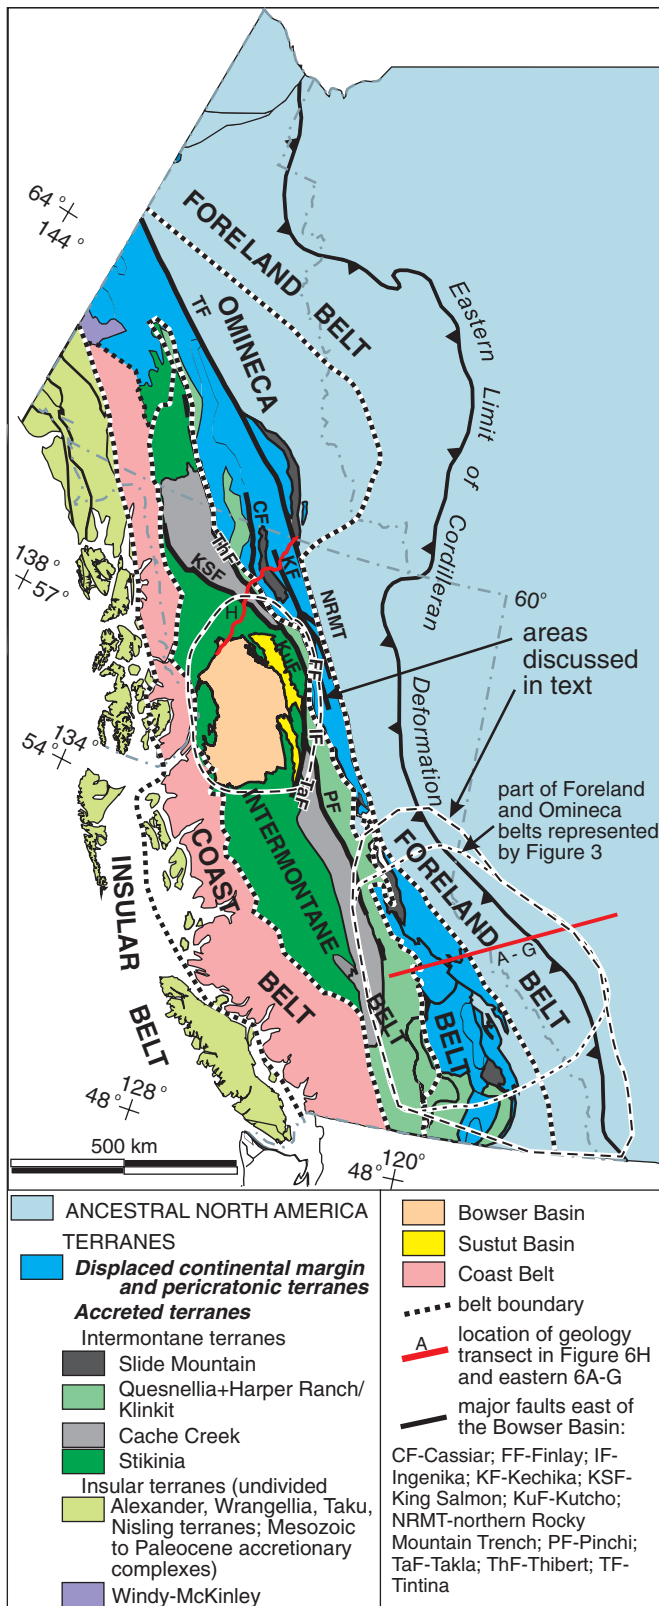 64°
144°
FORELAND BELT
TF
OMINECA
Eastern Limit of Cordilleran Deformation
CF
ThF
KSF
KF
138°
57°
NRMT
60°
H
areas
discussed
in text
KuF
FF
IF
134°
54°
TaF
PF
part of Foreland
and Omineca
belts represented
by Figure 3
INTERMONTANE
BELT
COAST
BELT
INSULAR
BELT
FORELAND
BELT
A - G
BELT
128°
48°
500 km
120°
48°
ANCESTRAL NORTH AMERICA
TERRANES
Displaced continental margin
and pericratonic terranes
Accreted terranes
Intermontane terranes
Slide Mountain
Quesnellia+Harper Ranch/
Klinkit
Cache Creek
Stikinia
Insular terranes (undivided
Alexander, Wrangellia, Taku,
Nisling terranes; Mesozoic
to Paleocene accretionary
complexes)
Windy-McKinley
Bowser Basin
Sustut Basin
Coast Belt
belt boundary
A
location of geology
transect in Figure 6H
and eastern 6A-G
major faults east of
the Bowser Basin:
CF-Cassiar; FF-Finlay; IF-
Ingenika; KF-Kechika; KSF-
King Salmon; KuF-Kutcho;
NRMT-northern Rocky
Mountain Trench; PF-Pinchi;
TaF-Takla; ThF-Thibert; TF-
Tintina